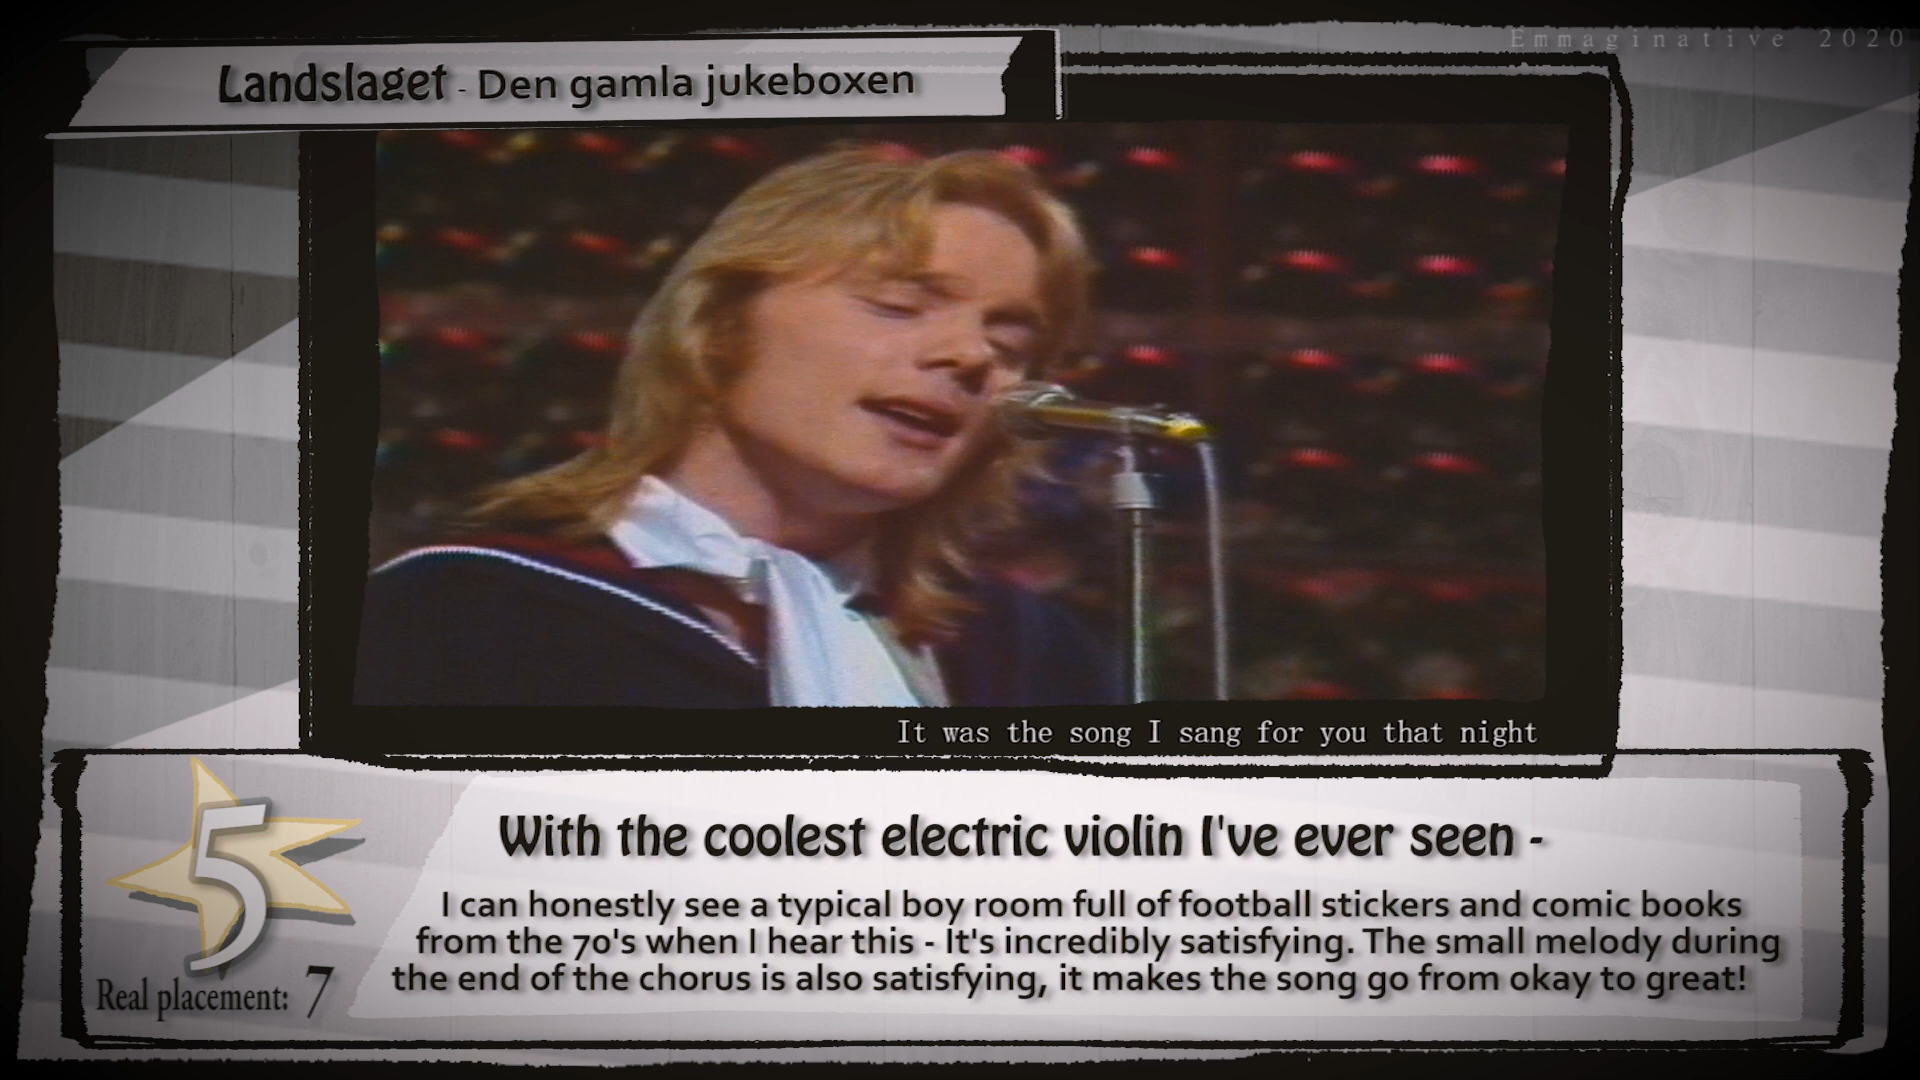 Emmaginative 2020
Landslaget - Den gamla jukeboxen
It was the song I sang for you that night
5
With the coolest electric violin I've ever seen -
I can honestly see a typical boy room full of football stickers and comic books
from the 70's when I hear this - It's incredibly satisfying. The small melody during
the end of the chorus is also satisfying, it makes the song go from okay to great!
Real placement: 7